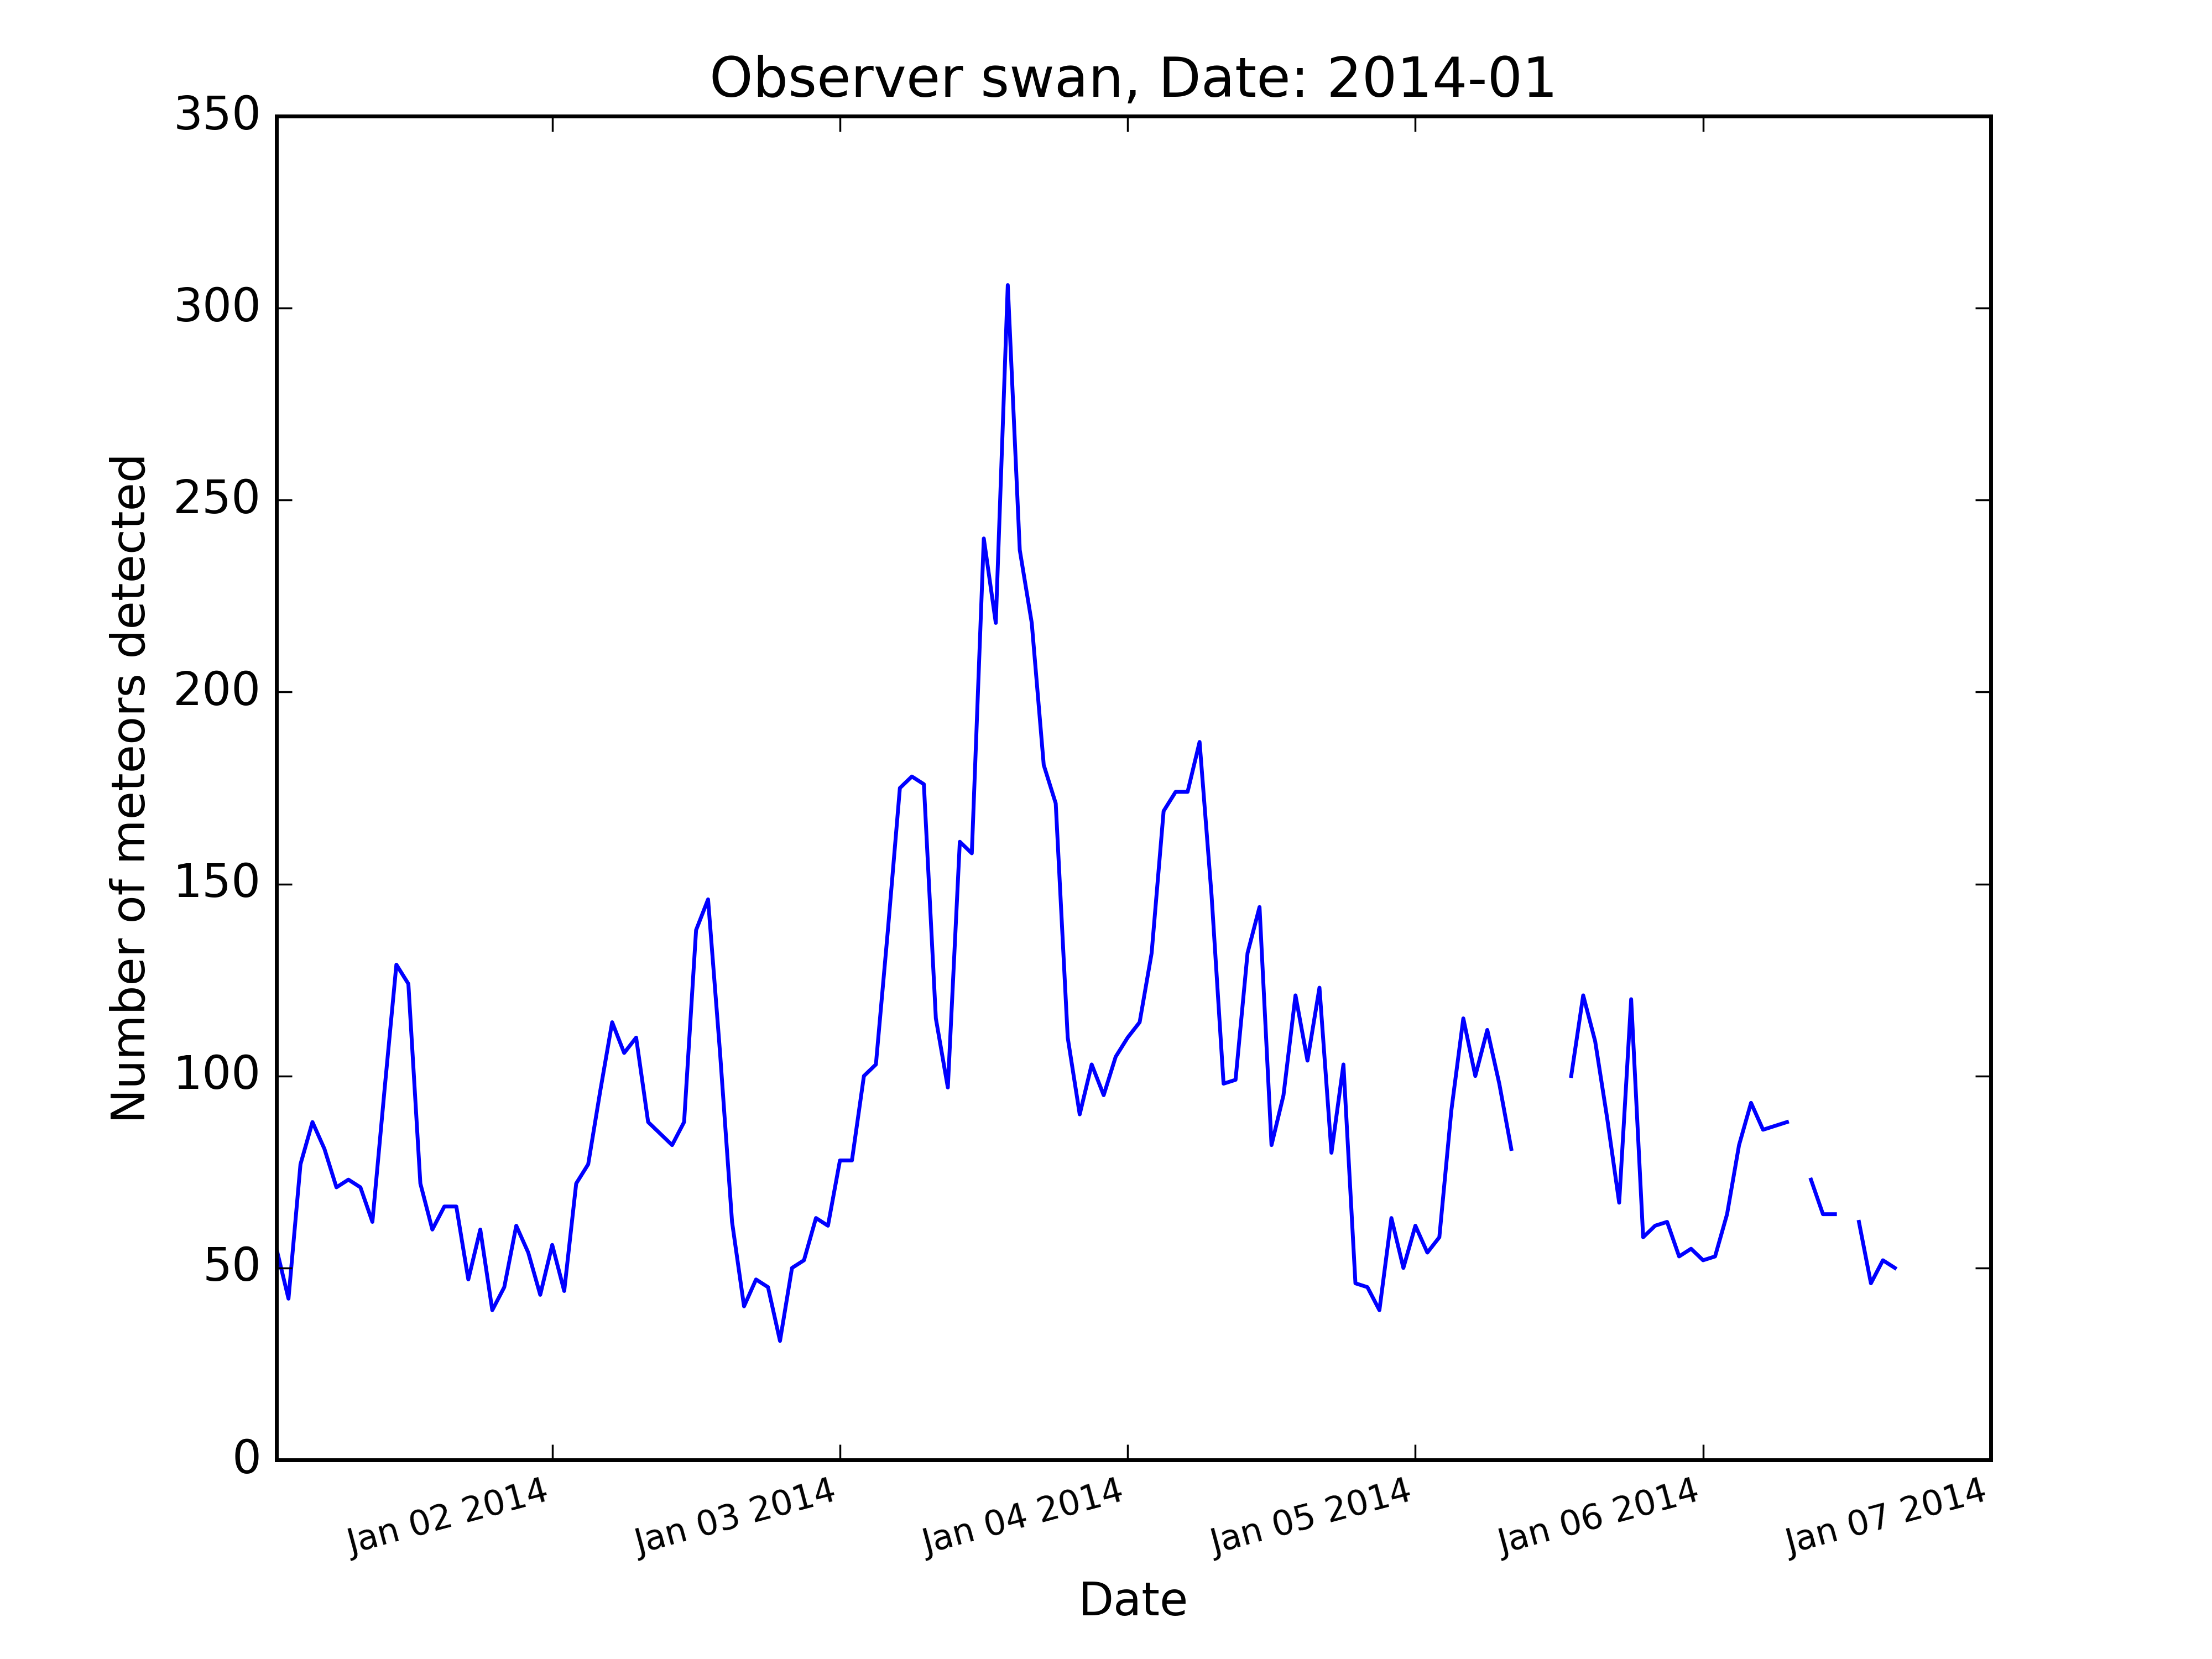 Observer swan, Date: 2014-01
350
300
250
200
150
100
50
0
Number of meteors detected
Jan 02 2014
Jan 03 2014
Jan 04 2014
Jan 05 2014
Jan 06 2014
Jan 07 2014
Date